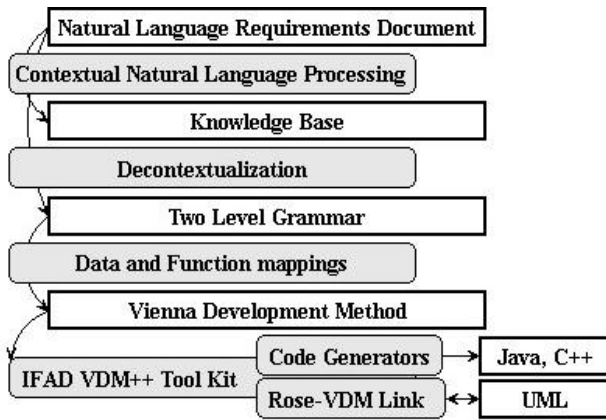 Natural Language Requirements Document
Contextual Natural Language Processing
Knowledge Base
Decontextualization
Two Level Grammar
Data and Function mappings
Vienna Development Method
Code Generators
Java, C++
IFAD VDM++ Tool Kit
Rose-VDM Link
UML